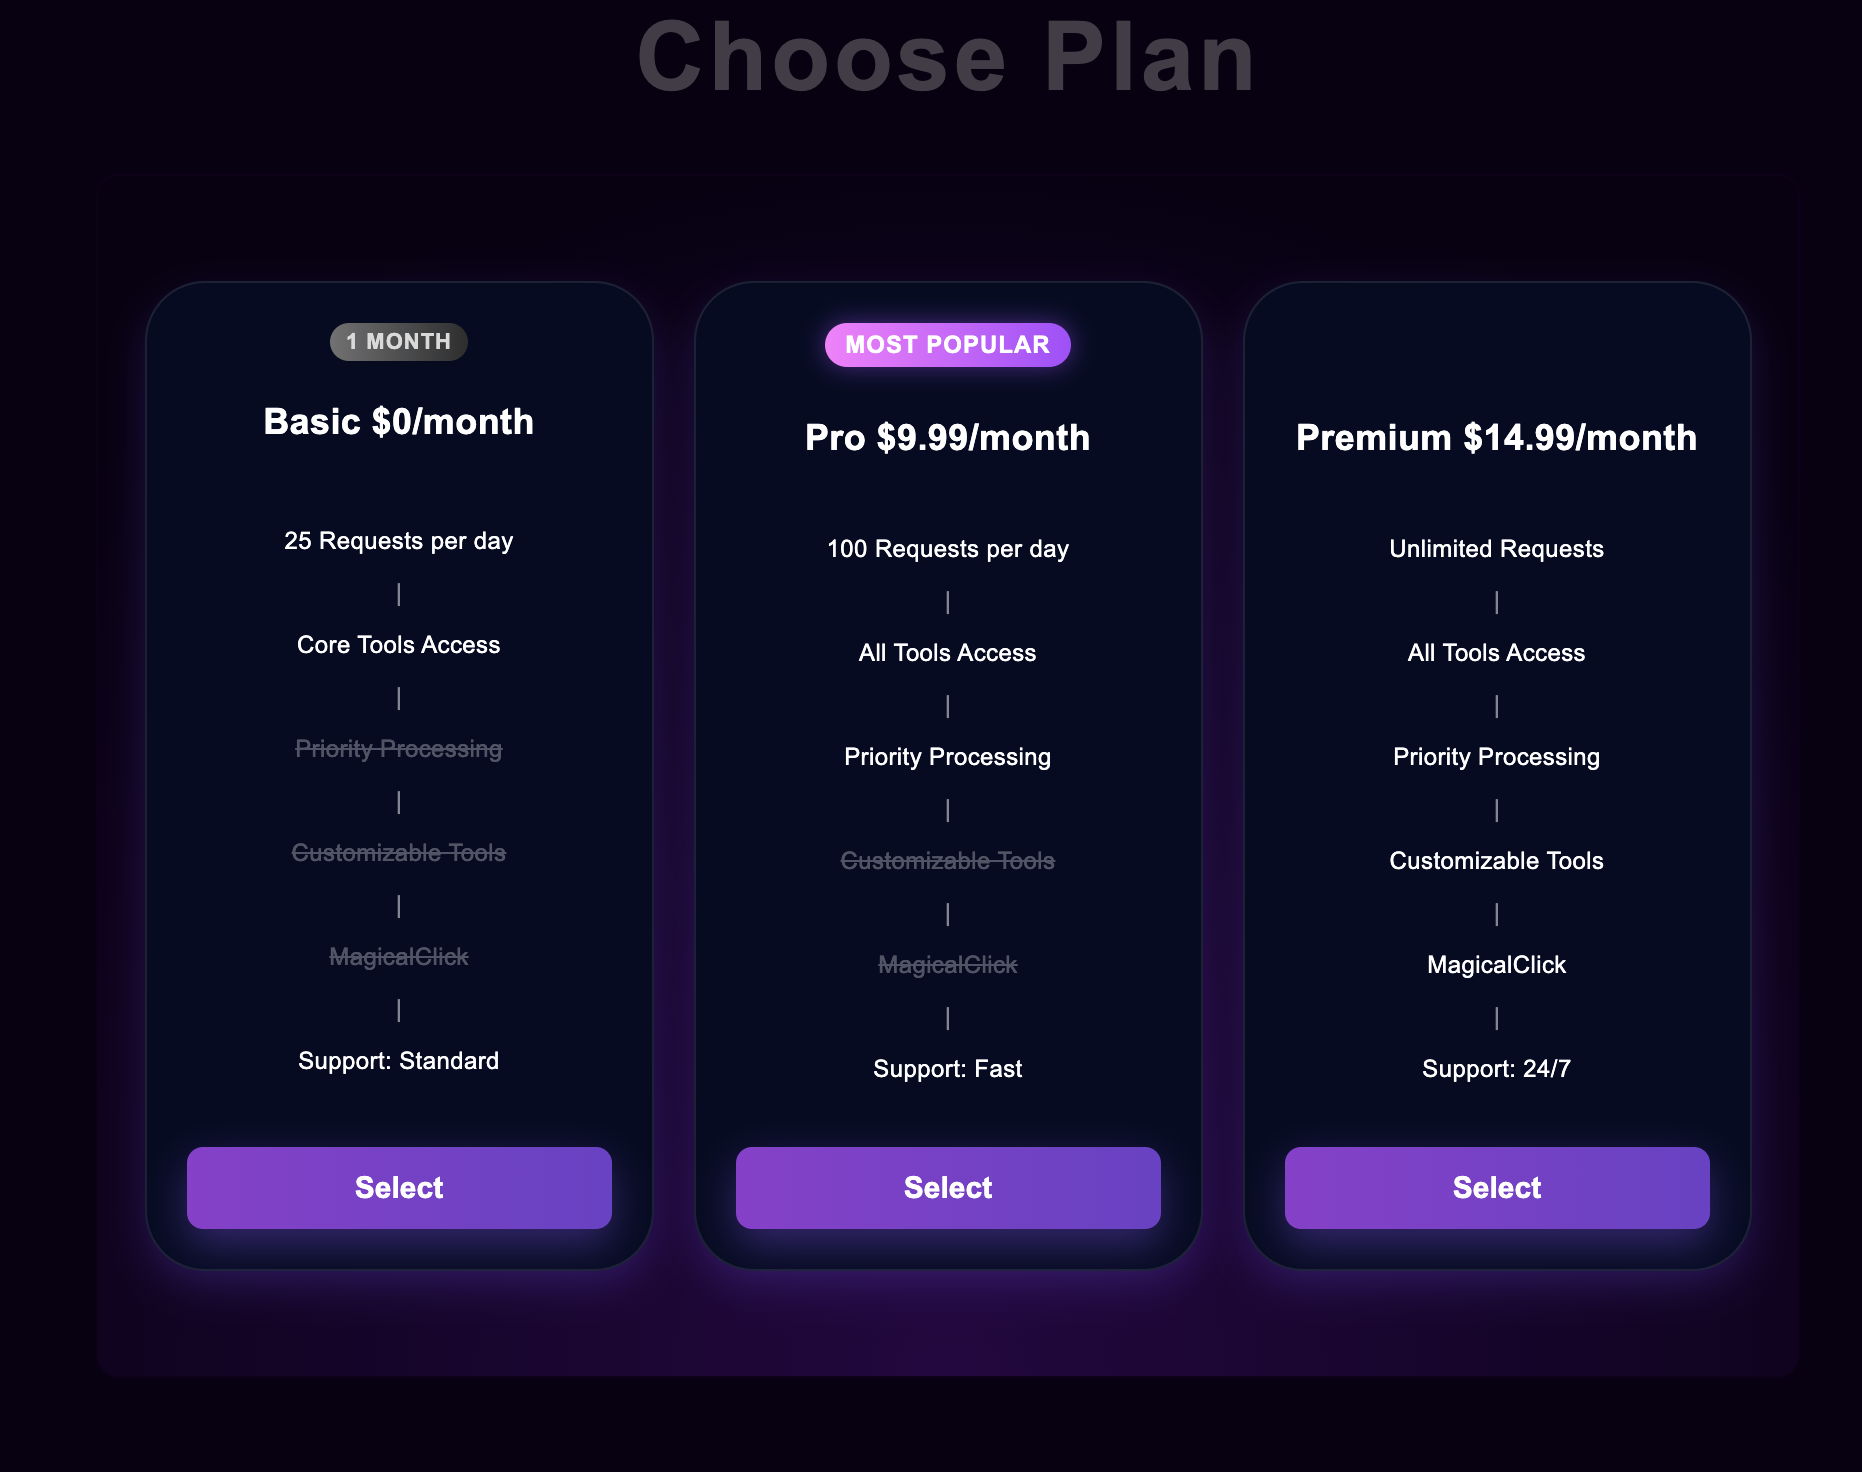 Choose Plan
1 MONTH
Basic $0/month
25 Requests per day
|
Core Tools Access
|
Priority Processing
|
Customizable Tools
|
MagicalClick
|
Support: Standard
Select
MOST POPULAR
Pro $9.99/month
100 Requests per day
|
All Tools Access
|
Priority Processing
|
Customizable Tools
|
MagicalClick
|
Support: Fast
Select
Premium $14.99/month
Unlimited Requests
|
All Tools Access
|
Priority Processing
|
Customizable Tools
|
MagicalClick
|
Support: 24/7
Select